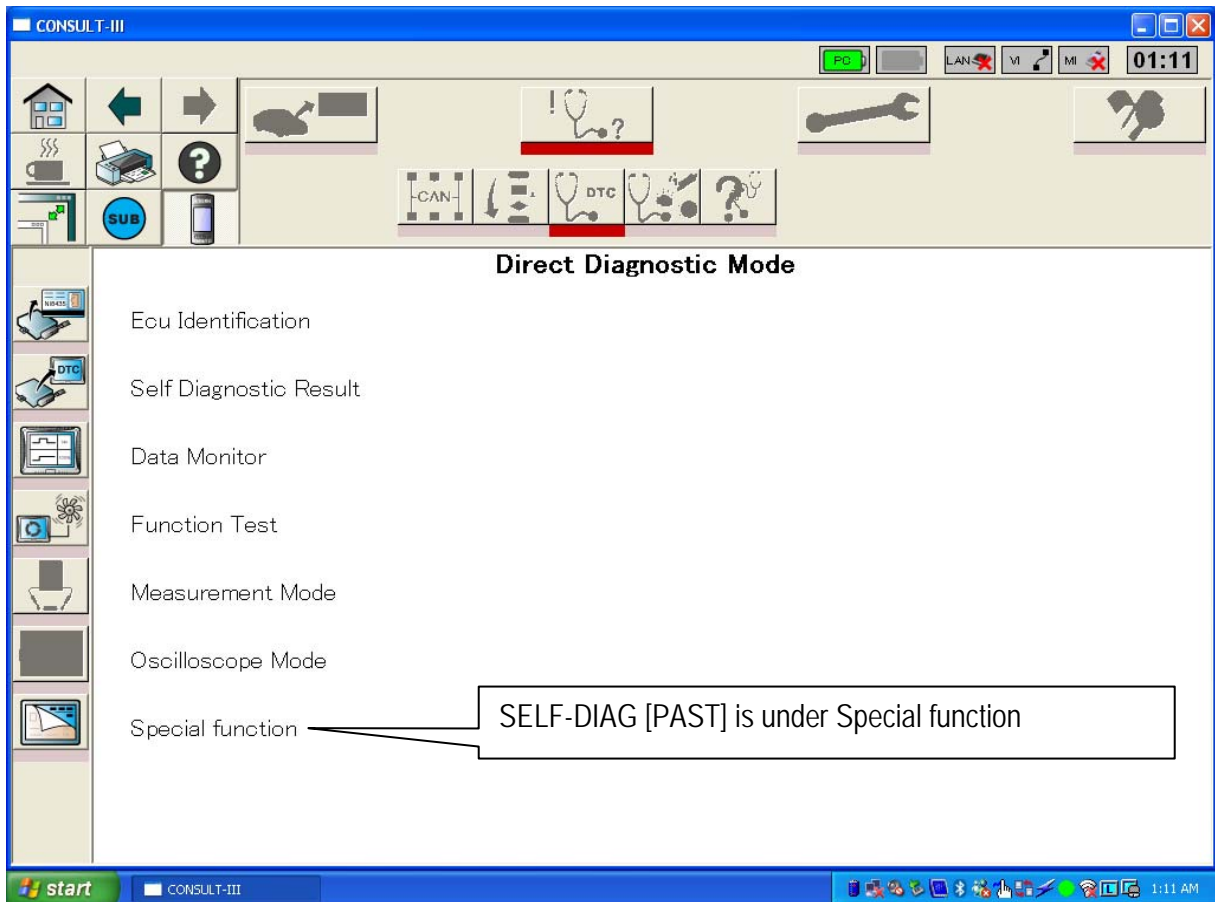 CONSULT-III
PC
LAN
VI
MI
01:11
!
?
?
-CAN-
DTC
?
SUB
Direct Diagnostic Mode
Ecu Identification
DTC
Self Diagnostic Result
Data Monitor
Function Test
Measurement Mode
Oscilloscope Mode
Special function
SELF-DIAG [PAST] is under Special function
start
CONSULT-III
L
1:11 AM